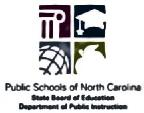 Public Schools of North Carolina
State Board of Education
Department of Public Instruction